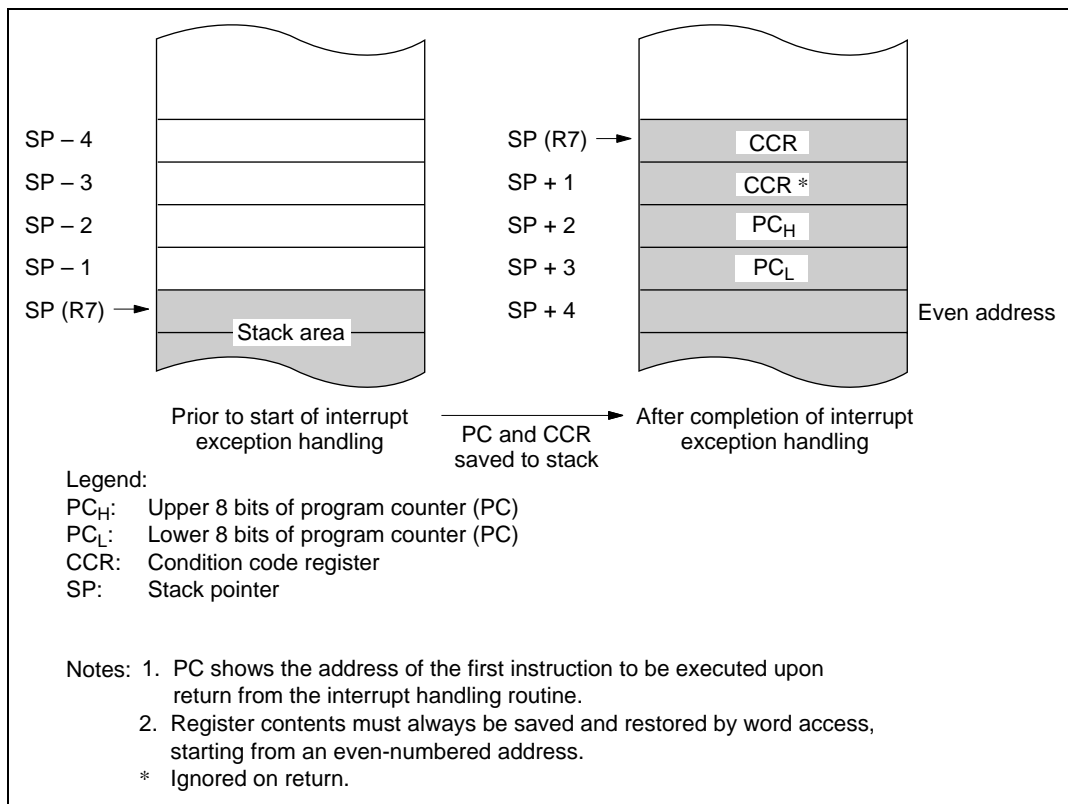 SP – 4
SP – 3
SP – 2
SP – 1
SP (R7)
Stack area
SP (R7)
SP + 1
SP + 2
SP + 3
SP + 4
CCR
CCR *
PCH
PCL
Even address
Prior to start of interrupt
exception handling
PC and CCR
saved to stack
After completion of interrupt
exception handling
Legend:
PCH: Upper 8 bits of program counter (PC)
PCL: Lower 8 bits of program counter (PC)
CCR: Condition code register
SP: Stack pointer
Notes: 1. PC shows the address of the first instruction to be executed upon
return from the interrupt handling routine.
2. Register contents must always be saved and restored by word access,
starting from an even-numbered address.
* Ignored on return.